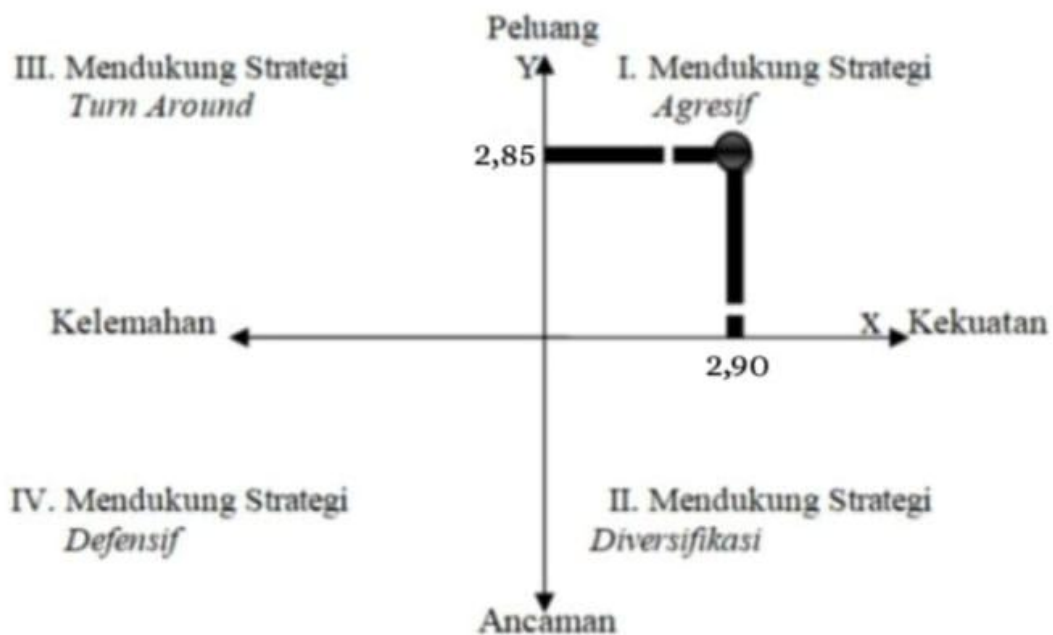 Peluang
III. Mendukung Strategi
Turn Around
Y
I. Mendukung Strategi
Agresif
2,85
Kelemahan
X
Kekuatan
2,90
IV. Mendukung Strategi
Defensif
II. Mendukung Strategi
Diversifikasi
Ancaman